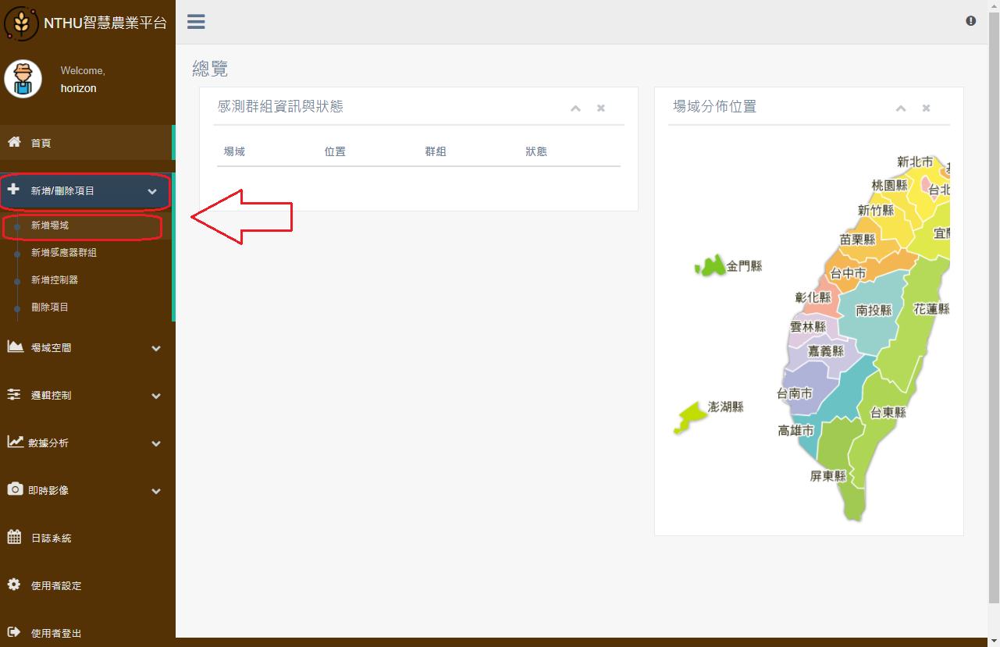 NTHU智慧農業平台
Welcome,
horizon
首頁
新增/刪除項目
新增場域
新增感應器群組
新增控制器
刪除項目
場域空間
邏輯控制
數據分析
即時影像
日誌系統
使用者設定
使用者登出
總覽
感測群組資訊與狀態
場域 位置 群組 狀態
場域分佈位置
新北市
桃園縣
台北
新竹縣
苗栗縣
台中市
金門縣
彰化縣
南投縣
花蓮縣
雲林縣
嘉義縣
台南市
澎湖縣
台東縣
高雄市
屏東縣